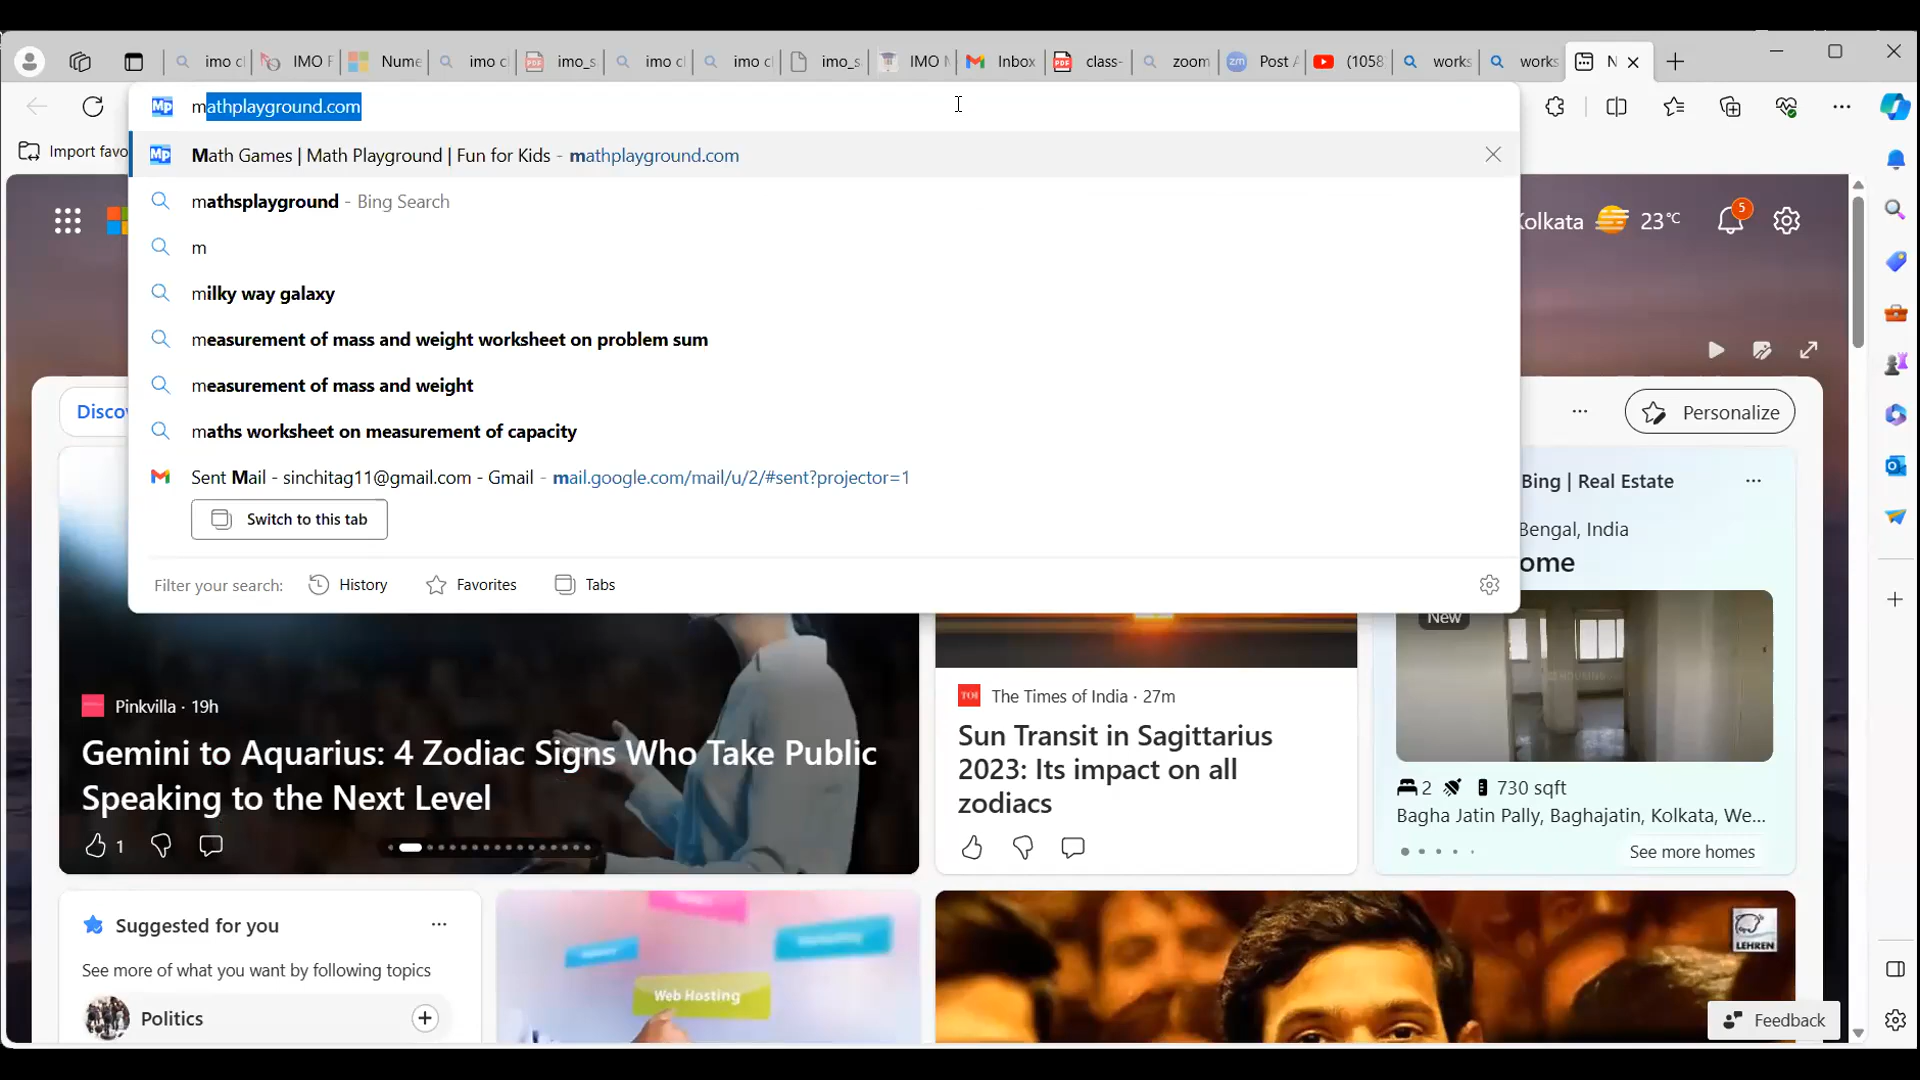 imo cl
IMO F
Nume
imo cl
imo_s
imo cl
imo cl
imo_s
IMO N
Inbox
class-
zoom
Post A
(1058
works
works
N
mathplayground.com
Import favo
Math Games | Math Playground | Fun for Kids - mathplayground.com
mathsplayground - Bing Search
m
milky way galaxy
measurement of mass and weight worksheet on problem sum
measurement of mass and weight
maths worksheet on measurement of capacity
Sent Mail - sinchitag11@gmail.com - Gmail - mail.google.com/mail/u/2/#sent?projector=1
Switch to this tab
Filter your search: History Favorites Tabs
Kolkata 23°C
5
Disco
Personalize
Pinkvilla · 19h
Gemini to Aquarius: 4 Zodiac Signs Who Take Public
Speaking to the Next Level
1
TOI The Times of India · 27m
Sun Transit in Sagittarius
2023: Its impact on all
zodiacs
Bing | Real Estate
Bengal, India
ome
New
2 730 sqft
Bagha Jatin Pally, Baghajatin, Kolkata, We...
See more homes
Suggested for you
See more of what you want by following topics
Politics
Web Hosting
LEHREN
Feedback